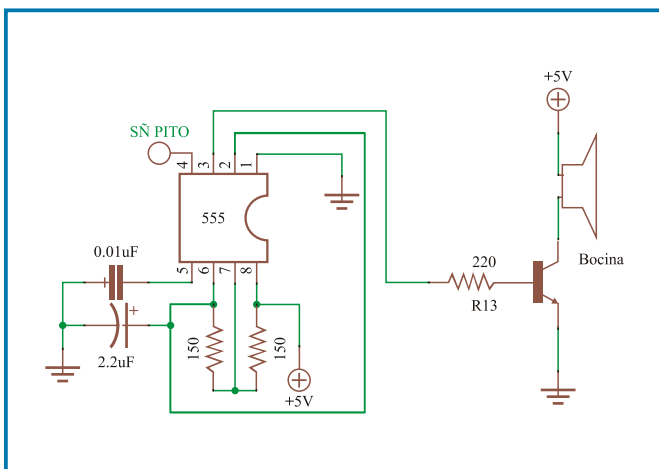 +5V
SÑ PITO
4 3 2 1
555
0.01uF
5 6 7 8
220
Bocina
R13
+
2.2uF
150
150
+5V